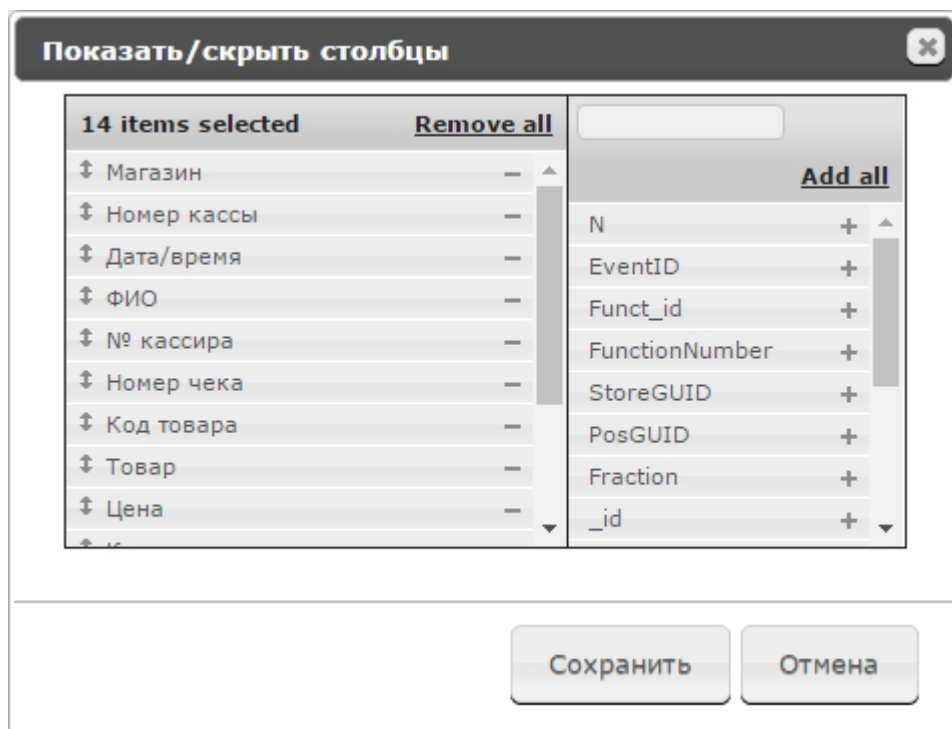 Показать/скрыть столбцы
14 items selected Remove all
Магазин
Номер кассы
Дата/время
ФИО
№ кассира
Номер чека
Код товара
Товар
Цена
Add all
N
EventID
Funct_id
FunctionNumber
StoreGUID
PosGUID
Fraction
_id
Сохранить Отмена